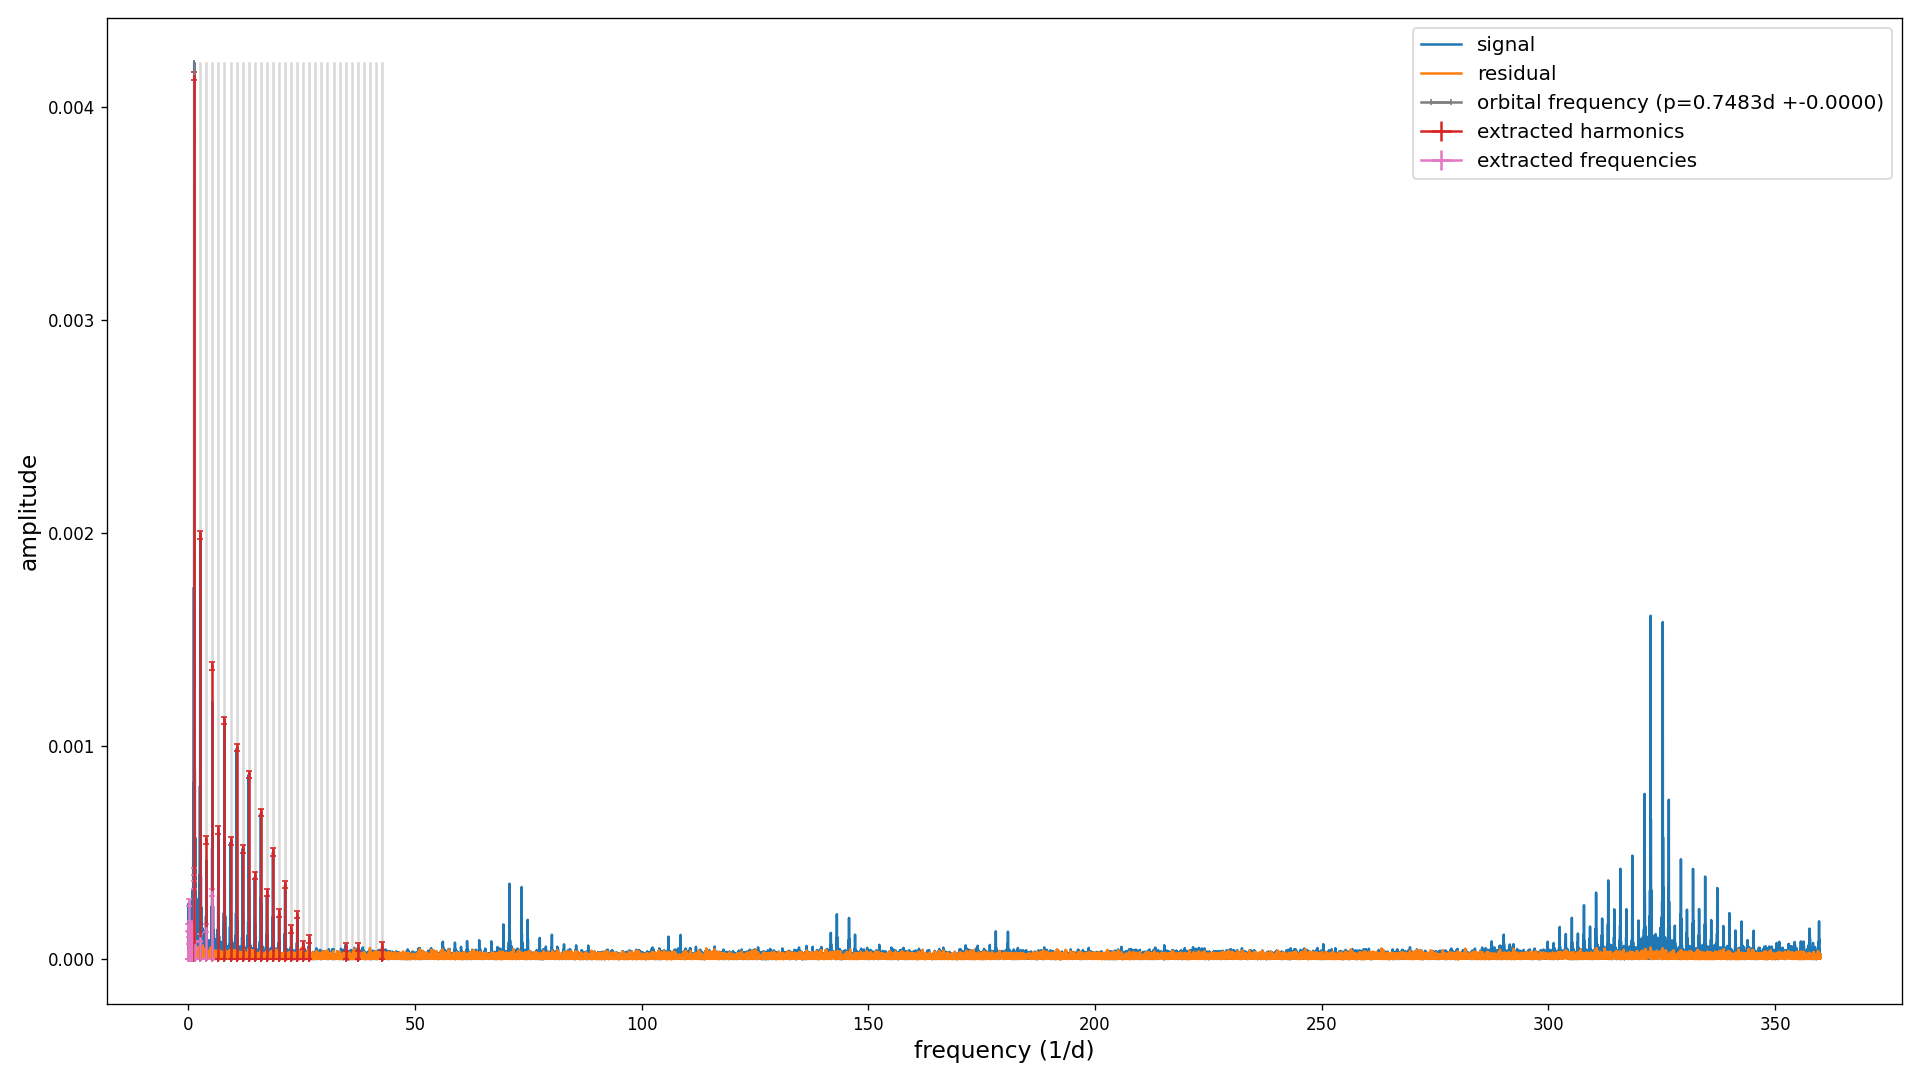 signal
residual
orbital frequency (p=0.7483d +-0.0000)
extracted harmonics
extracted frequencies
0.004
0.003
0.002
0.001
0.000
amplitude
0 50 100 150 200 250 300 350
frequency (1/d)